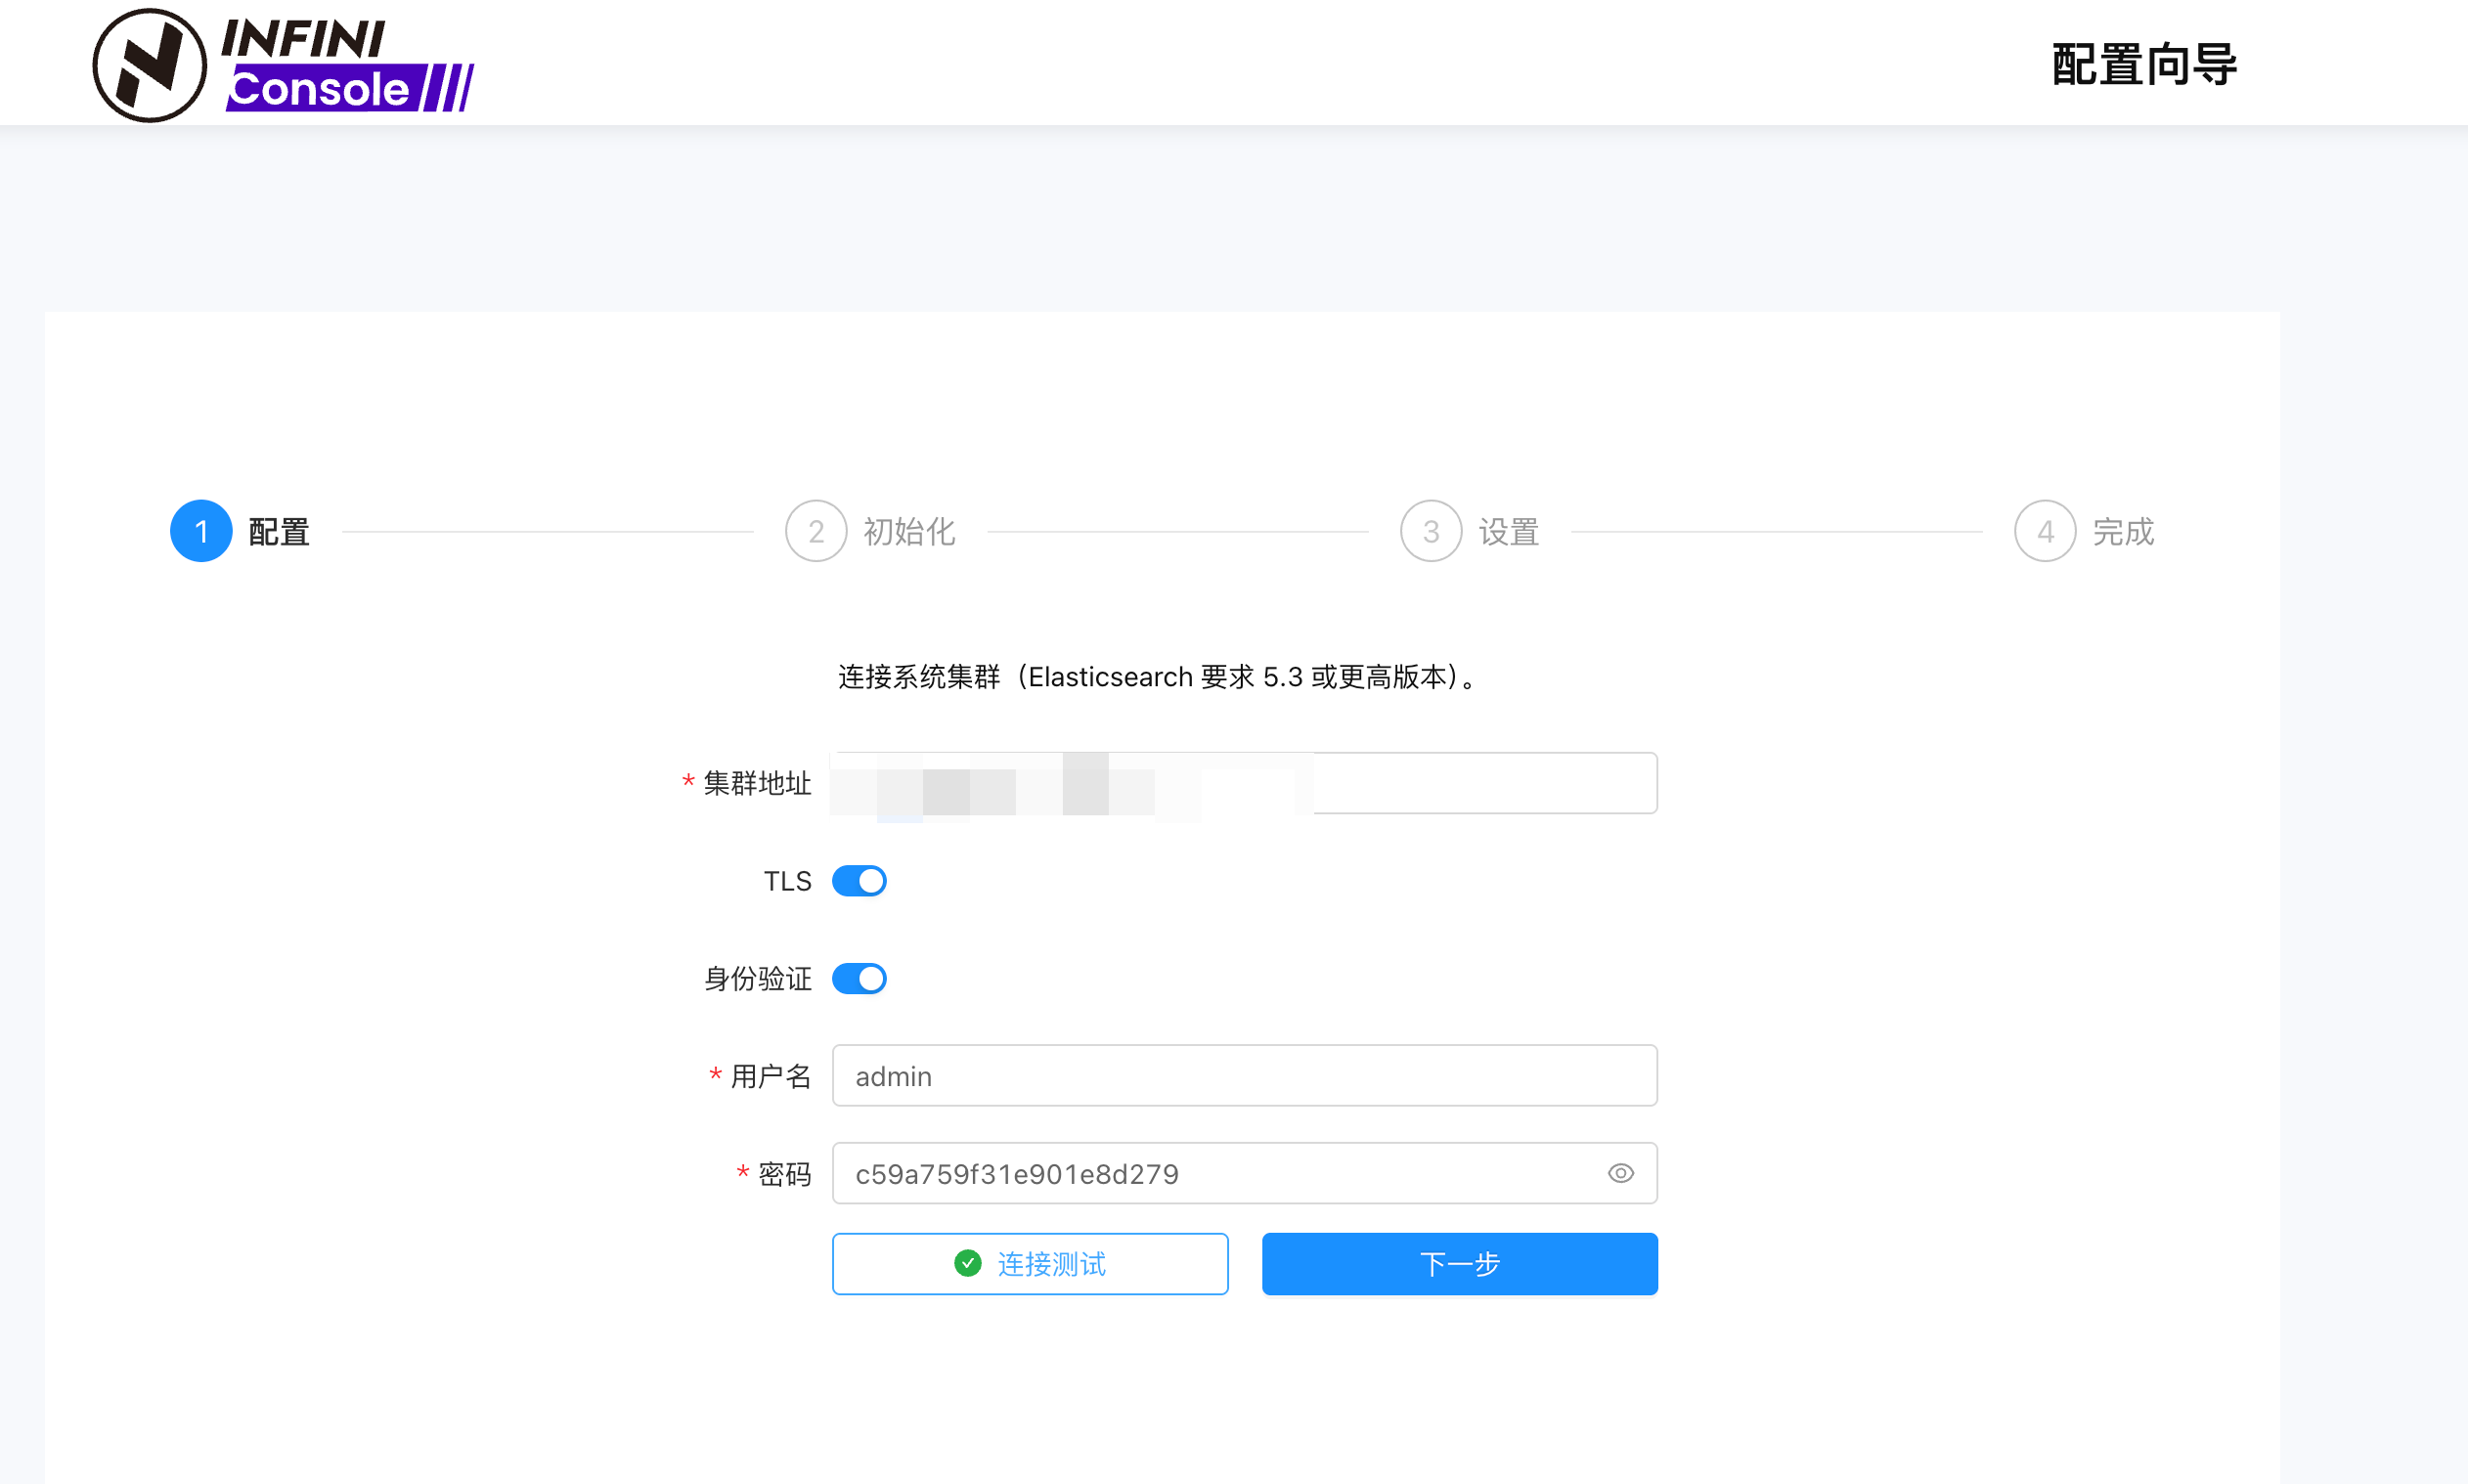 INFINI
Console
配置向导
1 配置
2 初始化
3 设置
4 完成
连接系统集群（Elasticsearch 要求 5.3 或更高版本）。
* 集群地址
TLS
身份验证
* 用户名 admin
* 密码 c59a759f31e901e8d279
连接测试
下一步